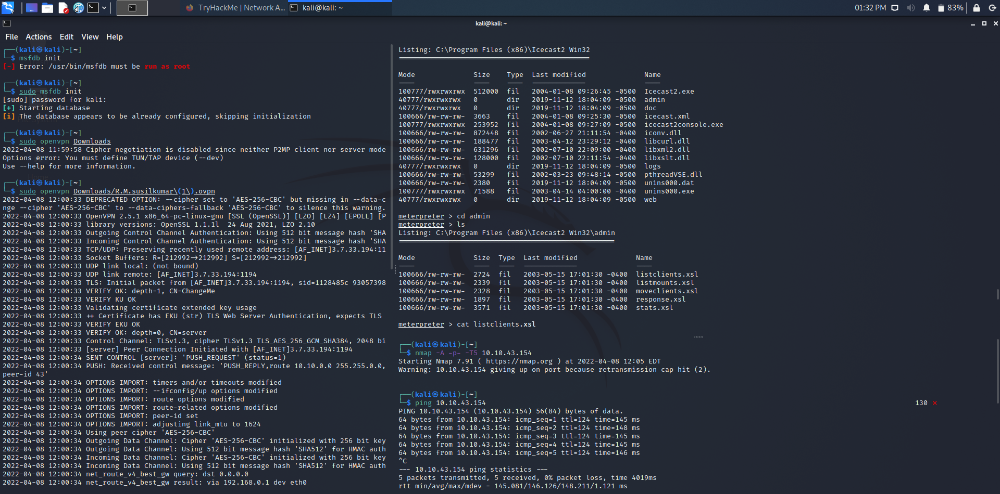 TryHackMe | Network A...
kali@kali: ~
01:32 PM
83%
kali@kali: ~
File Actions Edit View Help
┌──(kali㉿kali)-[~]
└─$ msfdb init
[-] Error: /usr/bin/msfdb must be run as root
┌──(kali㉿kali)-[~]
└─$ sudo msfdb init
[sudo] password for kali:
[+] Starting database
[i] The database appears to be already configured, skipping initialization
┌──(kali㉿kali)-[~]
└─$ sudo openvpn Downloads
2022-04-08 11:59:58 Cipher negotiation is disabled since neither P2MP client nor server mode
Options error: You must define TUN/TAP device (--dev)
Use --help for more information.
┌──(kali㉿kali)-[~]
└─$ sudo openvpn Downloads/R.M.susilkumar\(1\).ovpn
2022-04-08 12:00:33 DEPRECATED OPTION: --cipher set to 'AES-256-CBC' but missing in --data-c
nge --cipher 'AES-256-CBC' to --data-ciphers-fallback 'AES-256-CBC' to silence this warning.
2022-04-08 12:00:33 OpenVPN 2.5.1 x86_64-pc-linux-gnu [SSL (OpenSSL)] [LZO] [LZ4] [EPOLL] [P
2022-04-08 12:00:33 library versions: OpenSSL 1.1.1l  24 Aug 2021, LZO 2.10
2022-04-08 12:00:33 Outgoing Control Channel Authentication: Using 512 bit message hash 'SHA
2022-04-08 12:00:33 Incoming Control Channel Authentication: Using 512 bit message hash 'SHA
2022-04-08 12:00:33 TCP/UDP: Preserving recently used remote address: [AF_INET]3.7.33.194:11
2022-04-08 12:00:33 Socket Buffers: R=[212992→212992] S=[212992→212992]
2022-04-08 12:00:33 UDP link local: (not bound)
2022-04-08 12:00:33 UDP link remote: [AF_INET]3.7.33.194:1194
2022-04-08 12:00:33 TLS: Initial packet from [AF_INET]3.7.33.194:1194, sid=1128485c 93057398
2022-04-08 12:00:33 VERIFY OK: depth=1, CN=ChangeMe
2022-04-08 12:00:33 VERIFY KU OK
2022-04-08 12:00:33 Validating certificate extended key usage
2022-04-08 12:00:33 ++ Certificate has EKU (str) TLS Web Server Authentication, expects TLS
2022-04-08 12:00:33 VERIFY EKU OK
2022-04-08 12:00:33 VERIFY OK: depth=0, CN=server
2022-04-08 12:00:33 Control Channel: TLSv1.3, cipher TLSv1.3 TLS_AES_256_GCM_SHA384, 2048 bi
2022-04-08 12:00:33 [server] Peer Connection Initiated with [AF_INET]3.7.33.194:1194
2022-04-08 12:00:34 SENT CONTROL [server]: 'PUSH_REQUEST' (status=1)
2022-04-08 12:00:34 PUSH: Received control message: 'PUSH_REPLY,route 10.10.0.0 255.255.0.0,
peer-id 43'
2022-04-08 12:00:34 OPTIONS IMPORT: timers and/or timeouts modified
2022-04-08 12:00:34 OPTIONS IMPORT: --ifconfig/up options modified
2022-04-08 12:00:34 OPTIONS IMPORT: route options modified
2022-04-08 12:00:34 OPTIONS IMPORT: route-related options modified
2022-04-08 12:00:34 OPTIONS IMPORT: peer-id set
2022-04-08 12:00:34 OPTIONS IMPORT: adjusting link_mtu to 1624
2022-04-08 12:00:34 Using peer cipher 'AES-256-CBC'
2022-04-08 12:00:34 Outgoing Data Channel: Cipher 'AES-256-CBC' initialized with 256 bit key
2022-04-08 12:00:34 Outgoing Data Channel: Using 512 bit message hash 'SHA512' for HMAC auth
2022-04-08 12:00:34 Incoming Data Channel: Cipher 'AES-256-CBC' initialized with 256 bit key
2022-04-08 12:00:34 Incoming Data Channel: Using 512 bit message hash 'SHA512' for HMAC auth
2022-04-08 12:00:34 net_route_v4_best_gw query: dst 0.0.0.0
2022-04-08 12:00:34 net_route_v4_best_gw result: via 192.168.0.1 dev eth0
Listing: C:\Program Files (x86)\Icecast2 Win32
Mode Size Type Last modified Name
100777/rwxrwxrwx 512000 fil 2004-01-08 09:26:45 -0500 Icecast2.exe
40777/rwxrwxrwx 0 dir 2019-11-12 18:04:09 -0500 admin
40777/rwxrwxrwx 0 dir 2019-11-12 18:04:09 -0500 doc
100666/rw-rw-rw- 3663 fil 2004-01-08 09:25:30 -0500 icecast.xml
100777/rwxrwxrwx 253952 fil 2004-01-08 09:27:09 -0500 icecast2console.exe
100666/rw-rw-rw- 872448 fil 2002-06-27 21:11:54 -0400 iconv.dll
100666/rw-rw-rw- 188477 fil 2003-04-12 23:29:12 -0400 libcurl.dll
100666/rw-rw-rw- 631296 fil 2002-07-10 22:09:00 -0400 libxml2.dll
100666/rw-rw-rw- 128000 fil 2002-07-10 22:11:54 -0400 libxslt.dll
40777/rwxrwxrwx 0 dir 2019-11-12 18:04:09 -0500 logs
100666/rw-rw-rw- 53299 fil 2002-03-23 09:48:14 -0500 pthreadVSE.dll
100666/rw-rw-rw- 2380 fil 2019-11-12 18:04:09 -0500 unins000.dat
100777/rwxrwxrwx 71588 fil 2003-04-14 04:00:00 -0400 unins000.exe
40777/rwxrwxrwx 0 dir 2019-11-12 18:04:09 -0500 web
meterpreter > cd admin
meterpreter > ls
Listing: C:\Program Files (x86)\Icecast2 Win32\admin
Mode Size Type Last modified Name
100666/rw-rw-rw- 2724 fil 2003-05-15 17:01:30 -0400 listclients.xsl
100666/rw-rw-rw- 2339 fil 2003-05-15 17:01:30 -0400 listmounts.xsl
100666/rw-rw-rw- 2328 fil 2003-05-15 17:01:30 -0400 moveclients.xsl
100666/rw-rw-rw- 1897 fil 2003-05-15 17:01:30 -0400 response.xsl
100666/rw-rw-rw- 3571 fil 2003-05-15 17:01:30 -0400 stats.xsl
meterpreter > cat listclients.xsl
┌──(kali㉿kali)-[~]
└─$ nmap -A -p- -T5 10.10.43.154
Starting Nmap 7.91 ( https://nmap.org ) at 2022-04-08 12:05 EDT
Warning: 10.10.43.154 giving up on port because retransmission cap hit (2).
┌──(kali㉿kali)-[~]
└─$ ping 10.10.43.154 130 ⨯
PING 10.10.43.154 (10.10.43.154) 56(84) bytes of data.
64 bytes from 10.10.43.154: icmp_seq=1 ttl=124 time=145 ms
64 bytes from 10.10.43.154: icmp_seq=2 ttl=124 time=148 ms
64 bytes from 10.10.43.154: icmp_seq=3 ttl=124 time=145 ms
64 bytes from 10.10.43.154: icmp_seq=4 ttl=124 time=145 ms
64 bytes from 10.10.43.154: icmp_seq=5 ttl=124 time=146 ms
^C
--- 10.10.43.154 ping statistics ---
5 packets transmitted, 5 received, 0% packet loss, time 4019ms
rtt min/avg/max/mdev = 145.081/146.126/148.211/1.121 ms